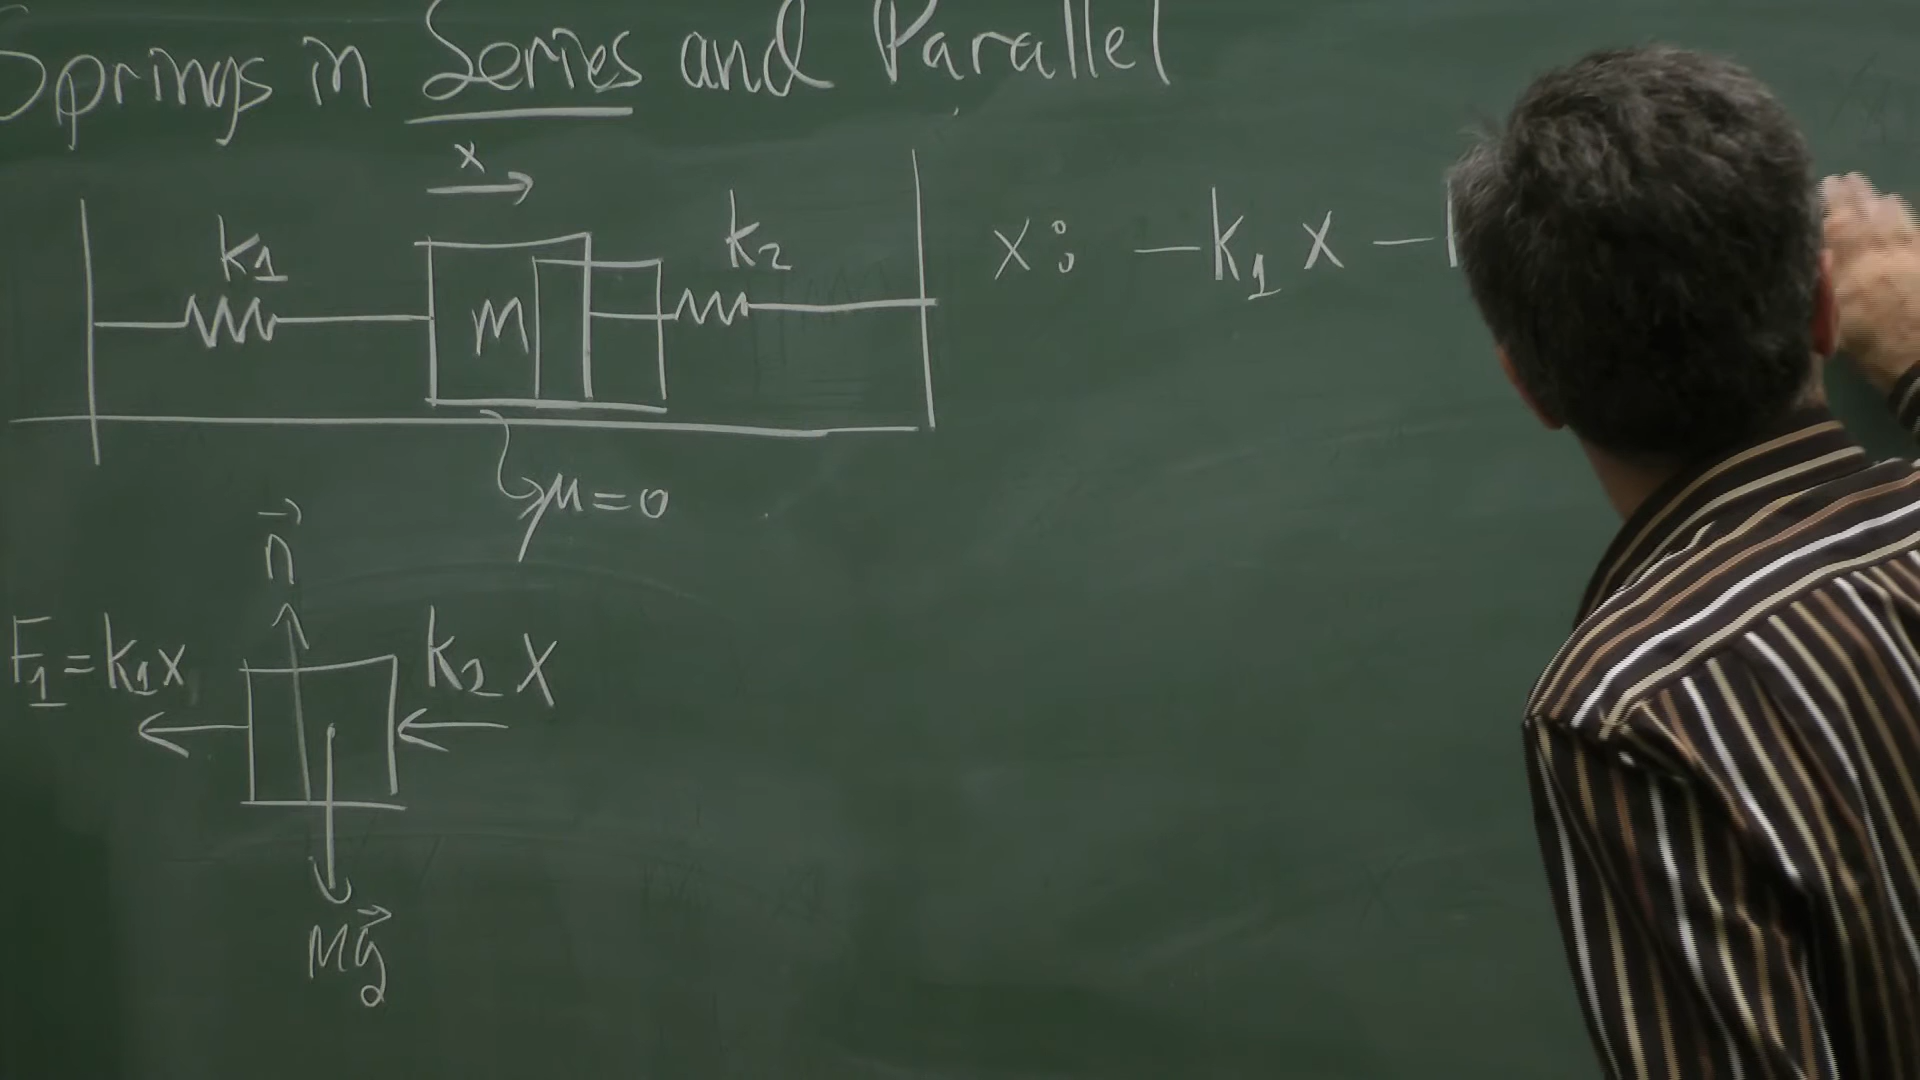 Springs in Series and Parallel
x
k1
k2
M
x: -k1 x -
μ=0
n
F1=k1x
k2 x
Mg